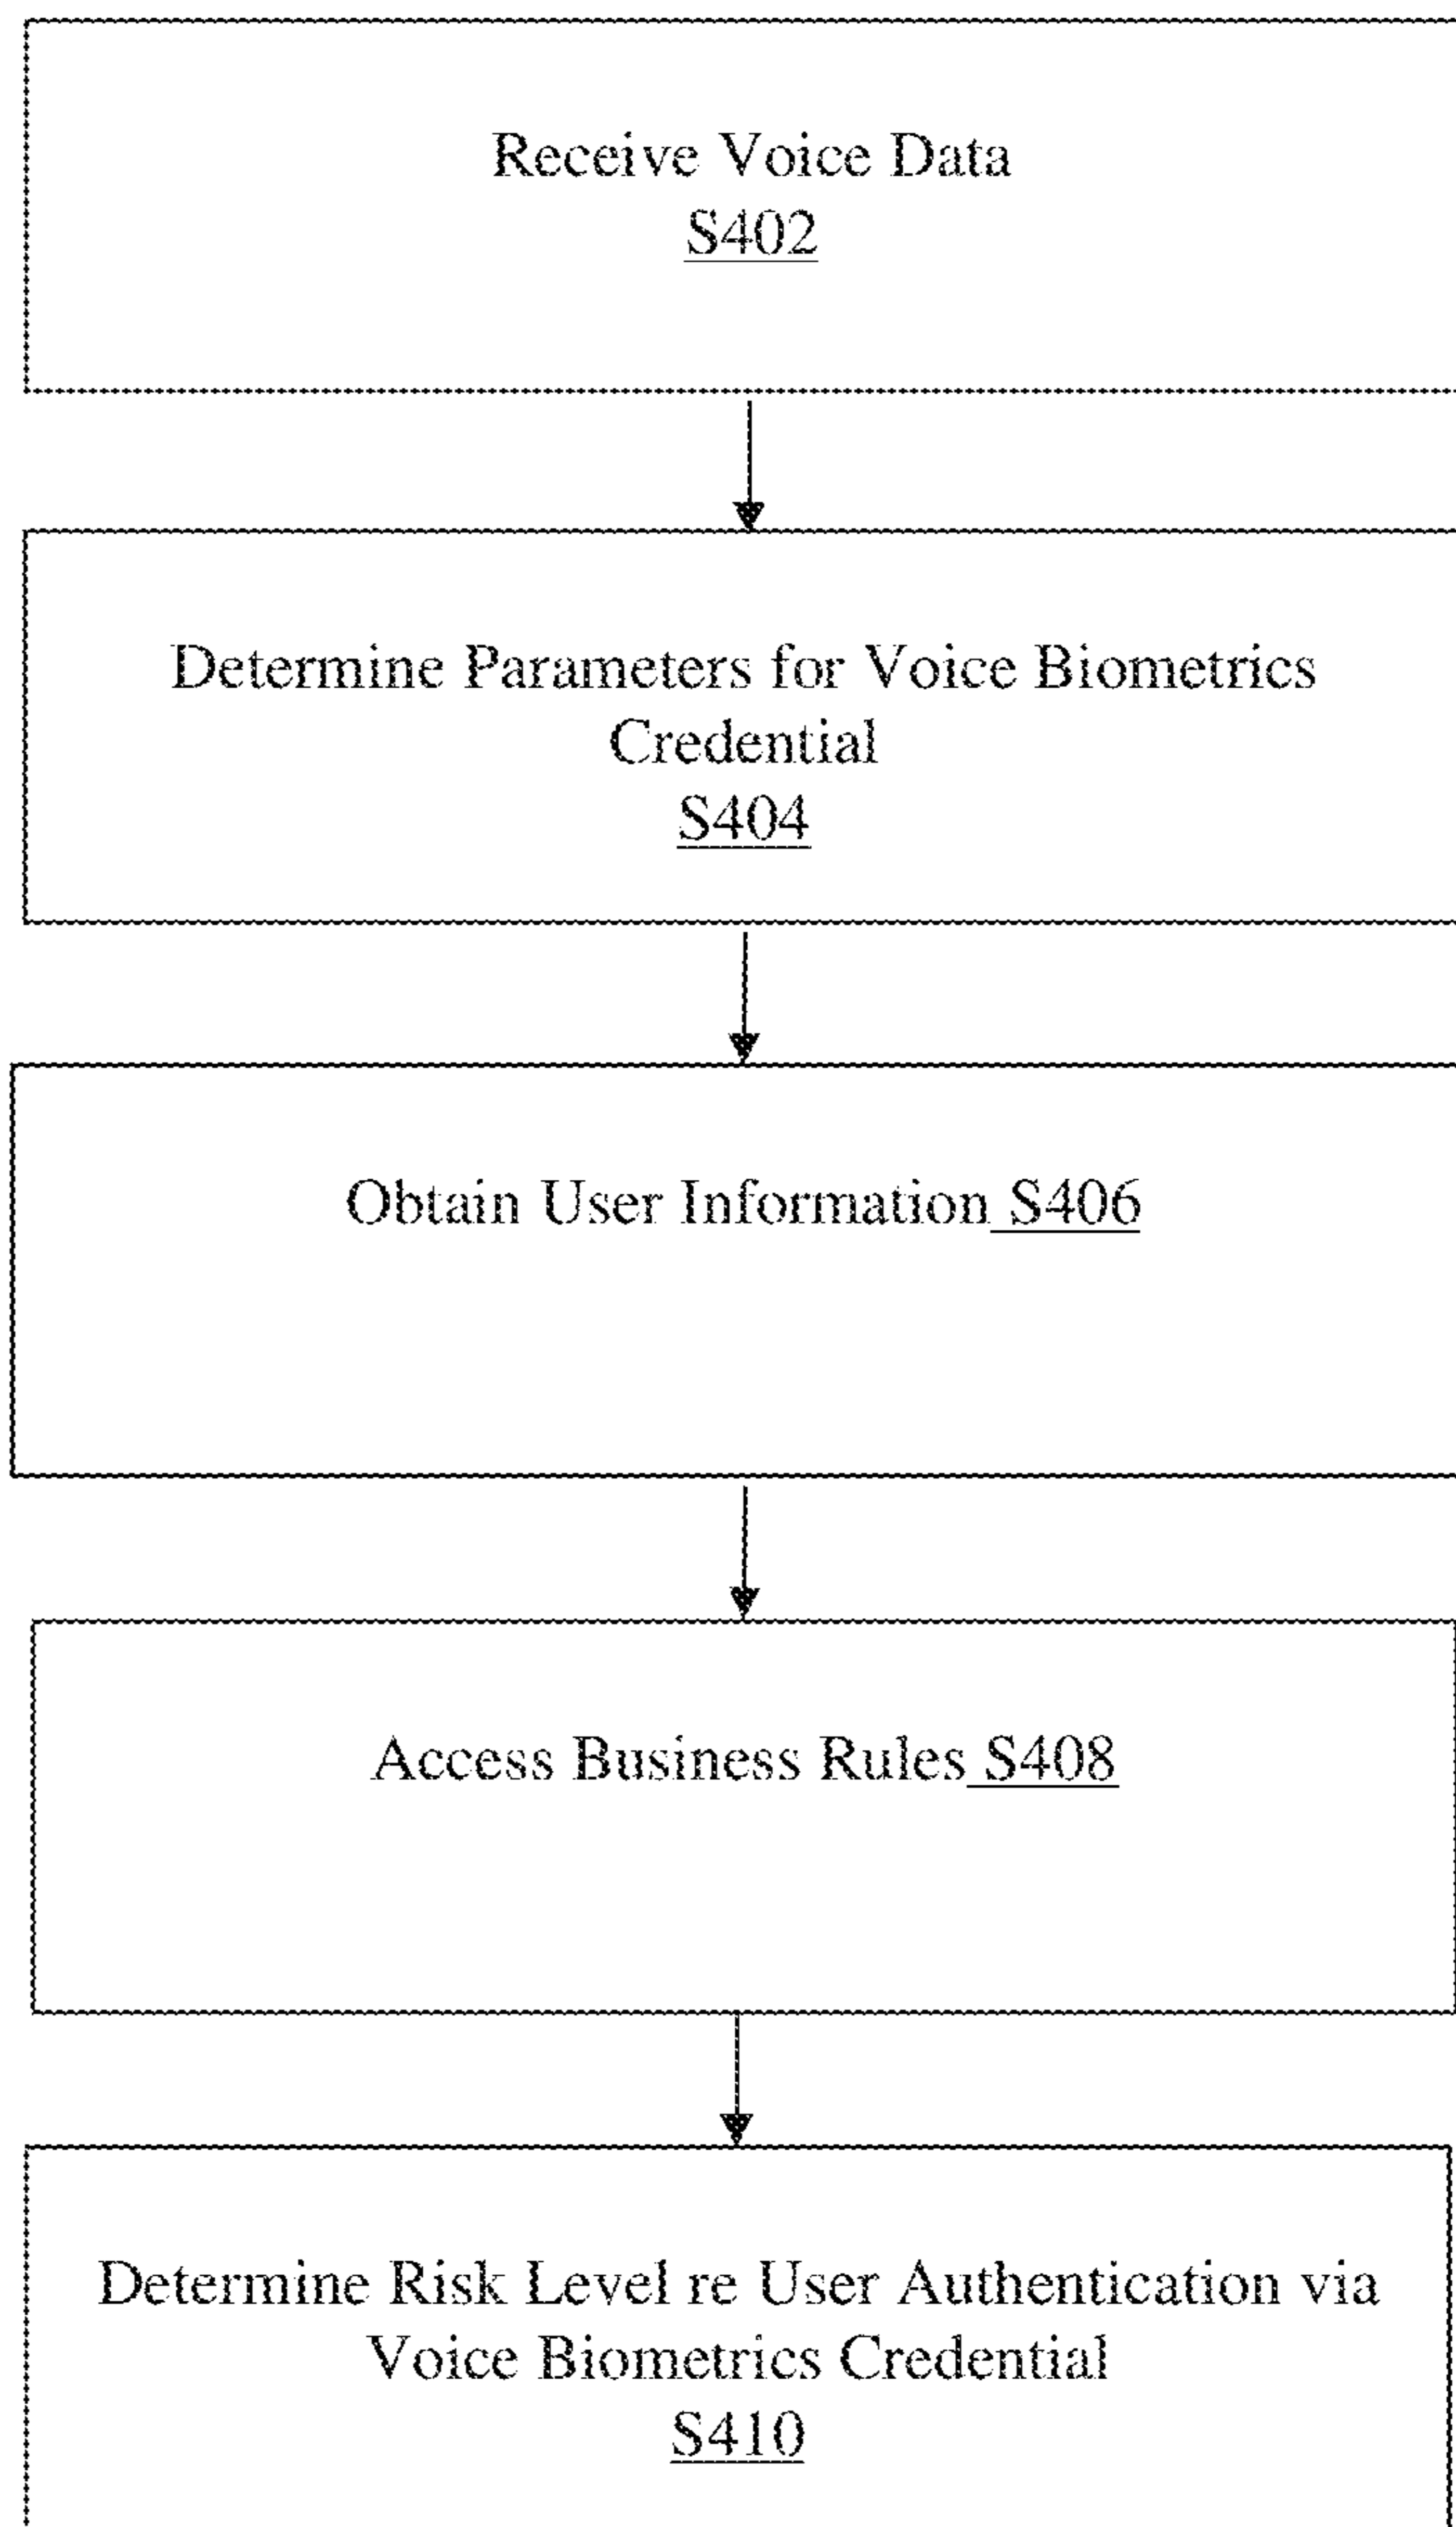 Receive Voice Data
S402
Determine Parameters for Voice Biometrics
Credential
S404
Obtain User Information S406
Access Business Rules S408
Determine Risk Level re User Authentication via
Voice Biometrics Credential
S410